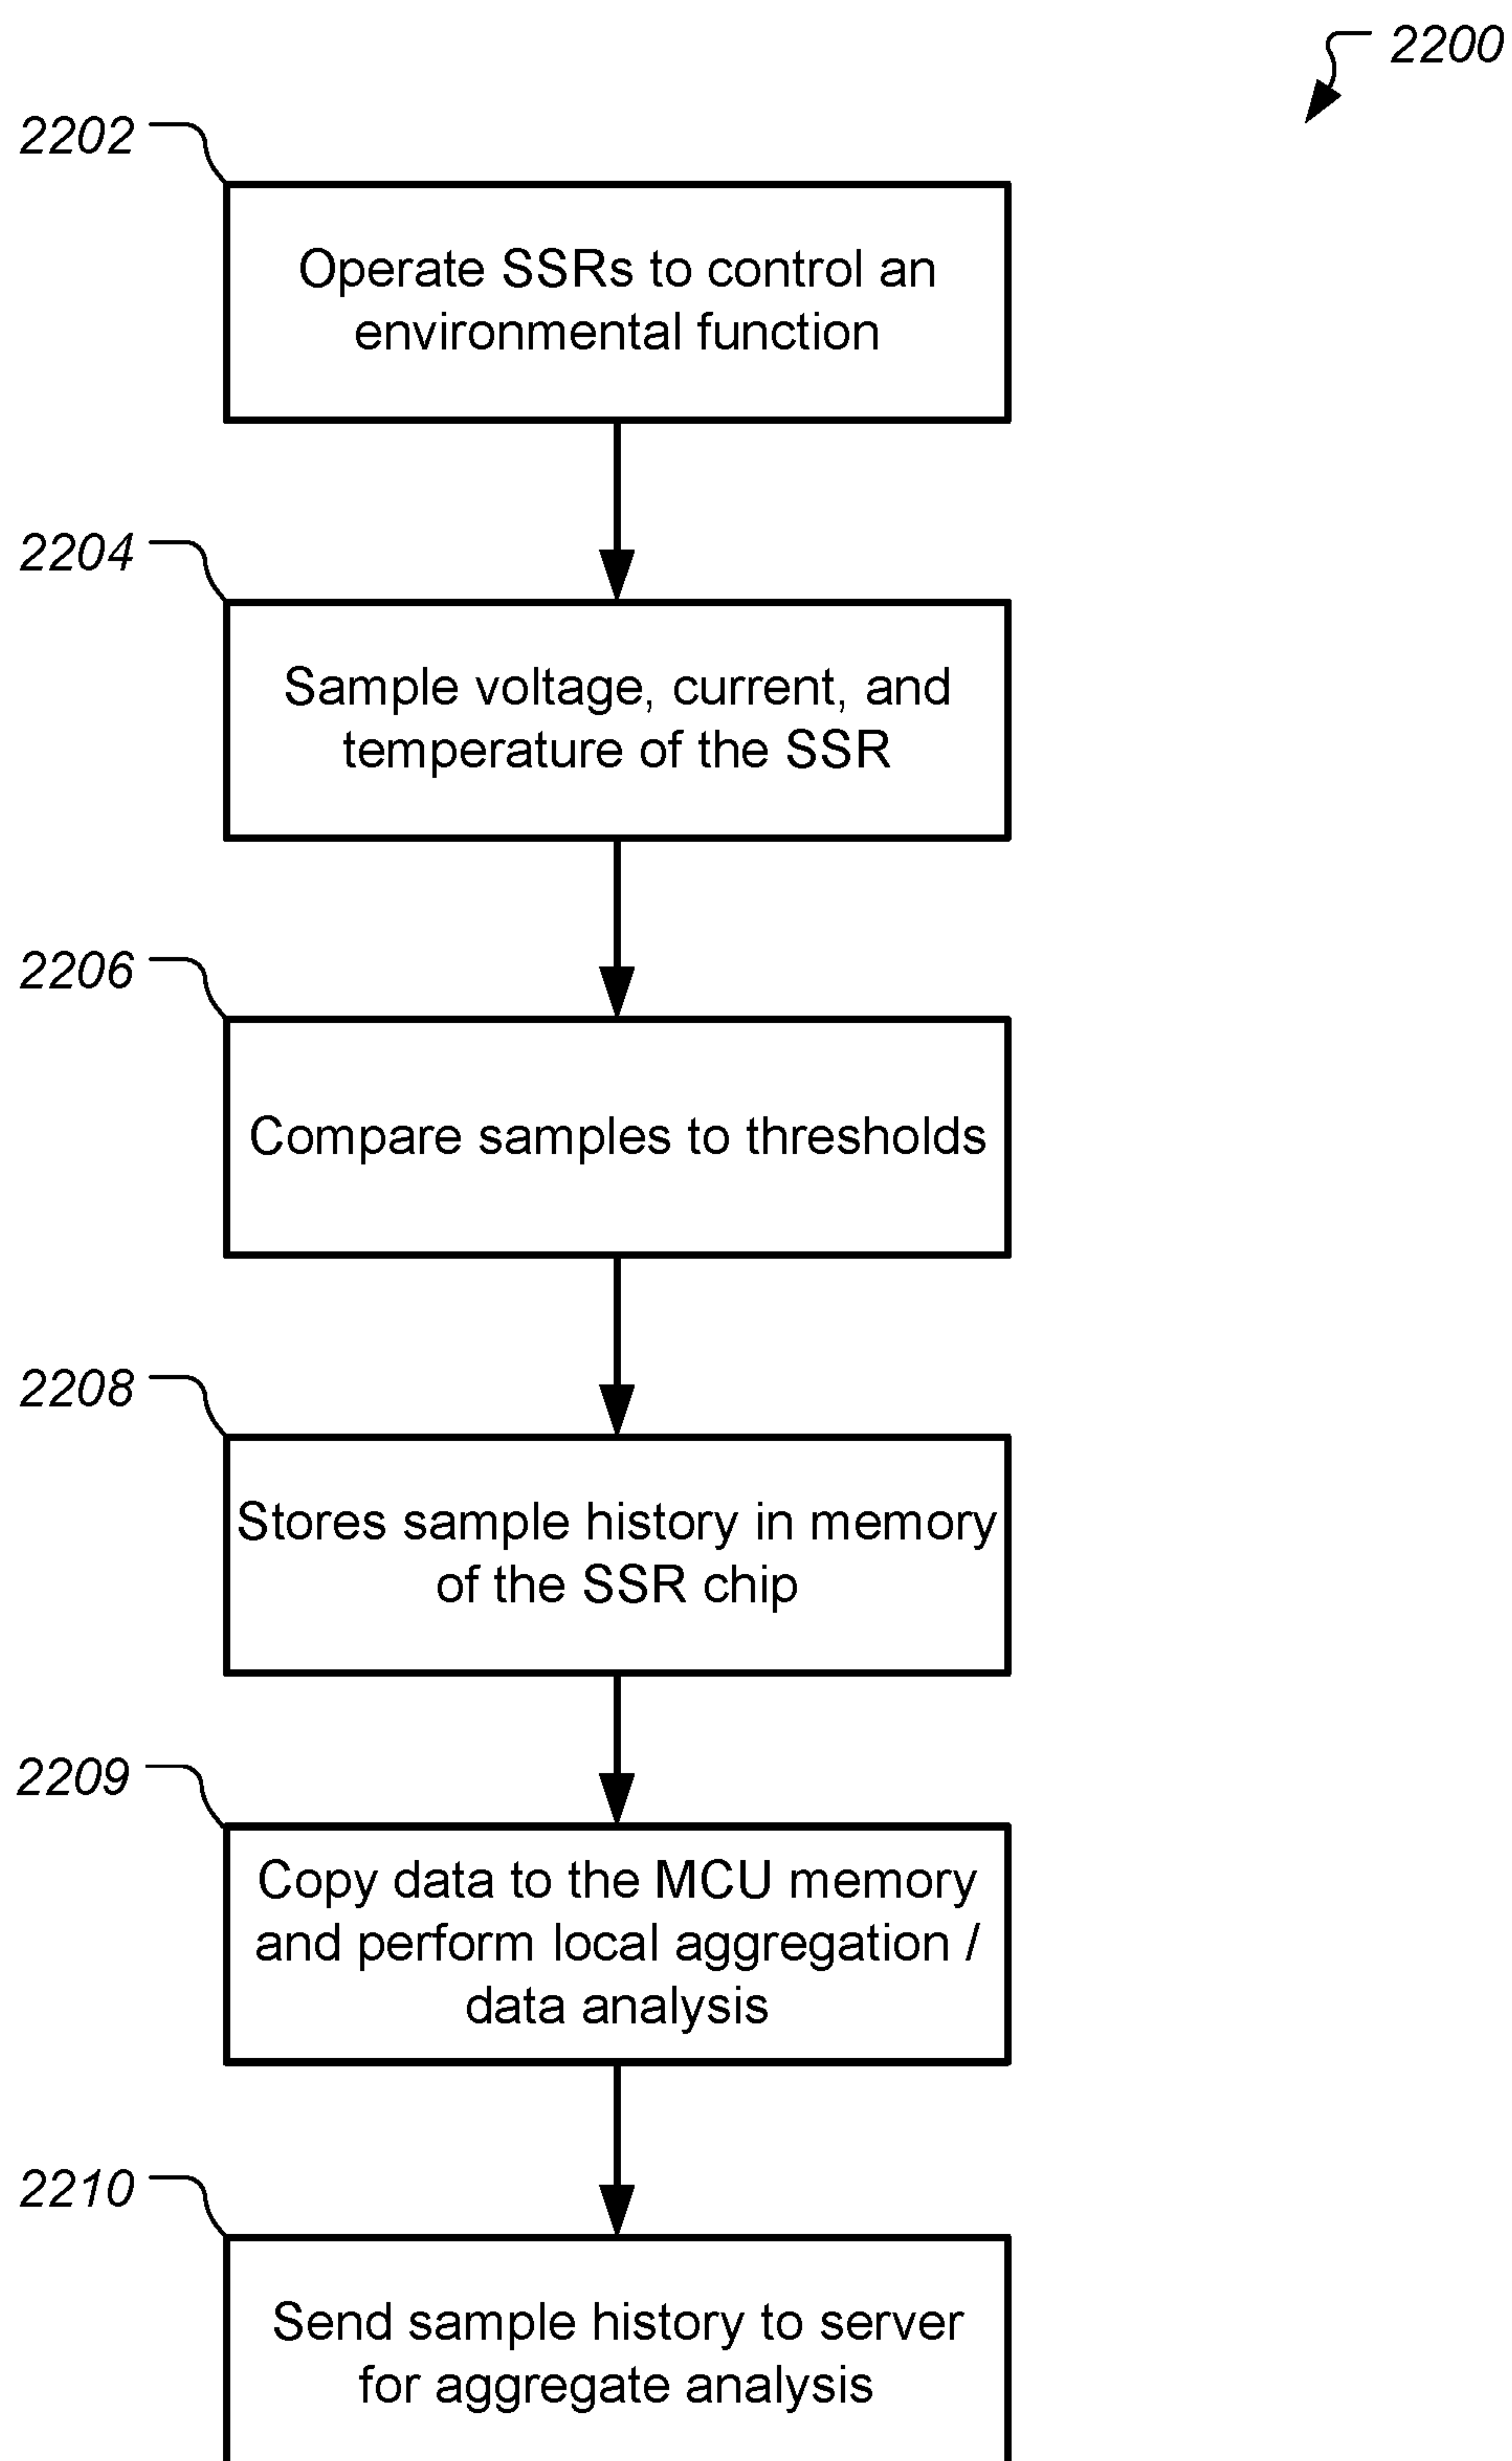 2200
2202
Operate SSRs to control an
environmental function
2204
Sample voltage, current, and
temperature of the SSR
2206
Compare samples to thresholds
2208
Stores sample history in memory
of the SSR chip
2209
Copy data to the MCU memory
and perform local aggregation /
data analysis
2210
Send sample history to server
for aggregate analysis